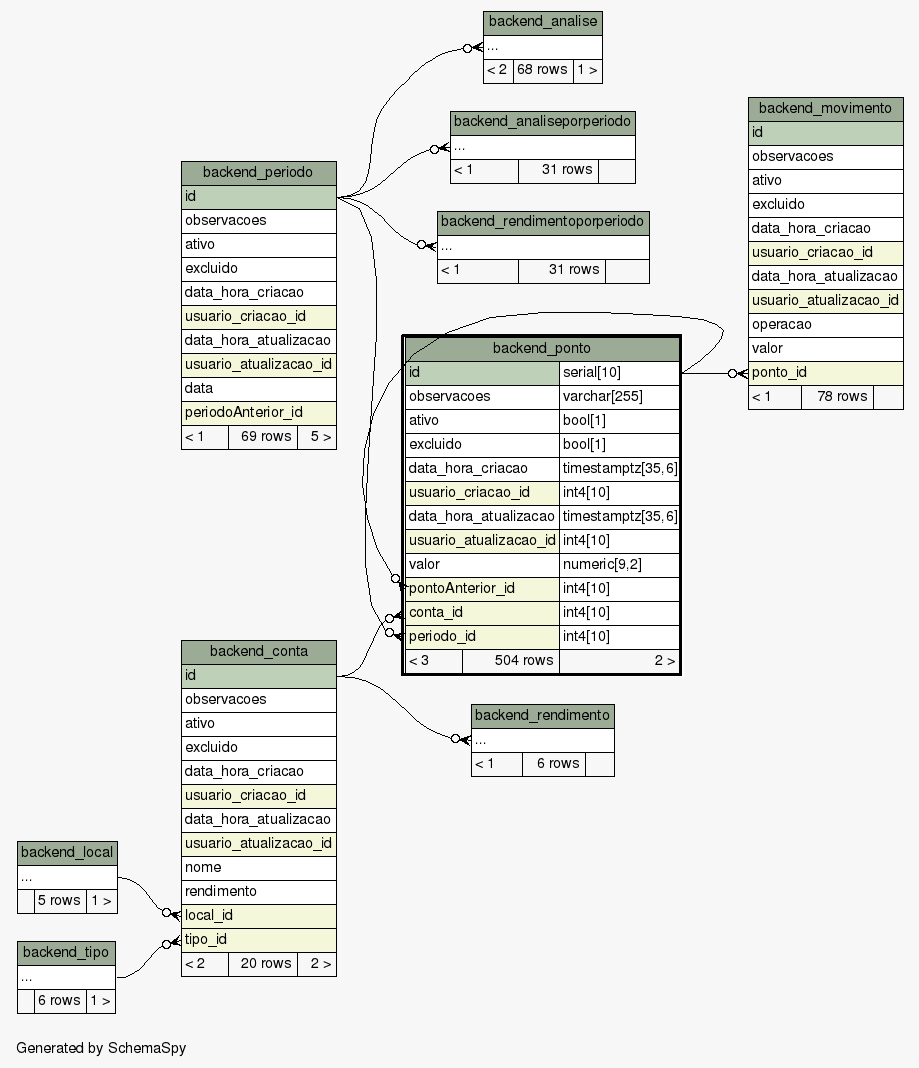 backend_analise
...
< 2 68 rows 1 >
backend_analiseporperiodo
...
< 1 31 rows
backend_rendimentoporperiodo
...
< 1 31 rows
backend_movimento
id
observacoes
ativo
excluido
data_hora_criacao
usuario_criacao_id
data_hora_atualizacao
usuario_atualizacao_id
operacao
valor
ponto_id
< 1 78 rows
backend_periodo
id
observacoes
ativo
excluido
data_hora_criacao
usuario_criacao_id
data_hora_atualizacao
usuario_atualizacao_id
data
periodoAnterior_id
< 1 69 rows 5 >
backend_ponto
id serial[10]
observacoes varchar[255]
ativo bool[1]
excluido bool[1]
data_hora_criacao timestamptz[35,6]
usuario_criacao_id int4[10]
data_hora_atualizacao timestamptz[35,6]
usuario_atualizacao_id int4[10]
valor numeric[9,2]
pontoAnterior_id int4[10]
conta_id int4[10]
periodo_id int4[10]
< 3 504 rows 2 >
backend_conta
id
observacoes
ativo
excluido
data_hora_criacao
usuario_criacao_id
data_hora_atualizacao
usuario_atualizacao_id
nome
rendimento
local_id
tipo_id
< 2 20 rows 2 >
backend_rendimento
...
< 1 6 rows
backend_local
...
5 rows 1 >
backend_tipo
...
6 rows 1 >
Generated by SchemaSpy